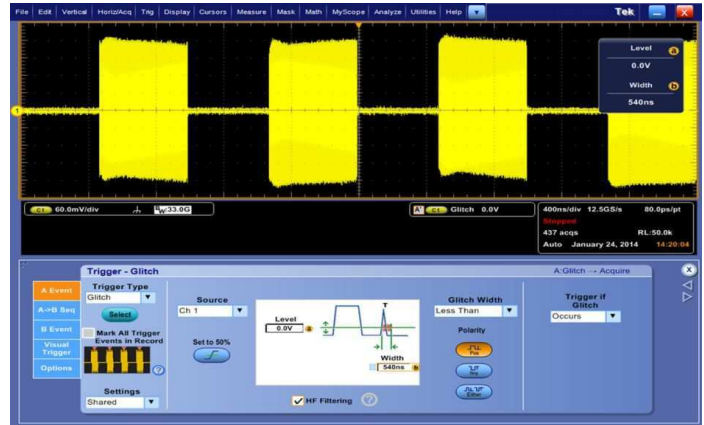 File Edit Vertical Horiz/Acq Trig Display Cursors Measure Mask Math MyScope Analyze Utilities Help Tek X
Level a
0.0V
Width b
540ns
1
C1 60.0mV/div BW:33.0G
A' C1 Glitch 0.0V
400ns/div 12.5GS/s 80.0ps/pt
Stopped
437 acqs RL:50.0k
Auto January 24, 2014 14:20:04
Trigger - Glitch A:Glitch → Acquire X
A Event
A->B Seq
B Event
Visual Trigger
Options
Trigger Type
Glitch
Select
Mark All Trigger
Events in Record
?
Settings
Shared
Source
Ch 1
Set to 50%
Level
0.0V a
T
Width
540ns b
HF Filtering ?
Glitch Width
Less Than
Polarity
Pos
Neg
Either
Trigger if
Glitch
Occurs